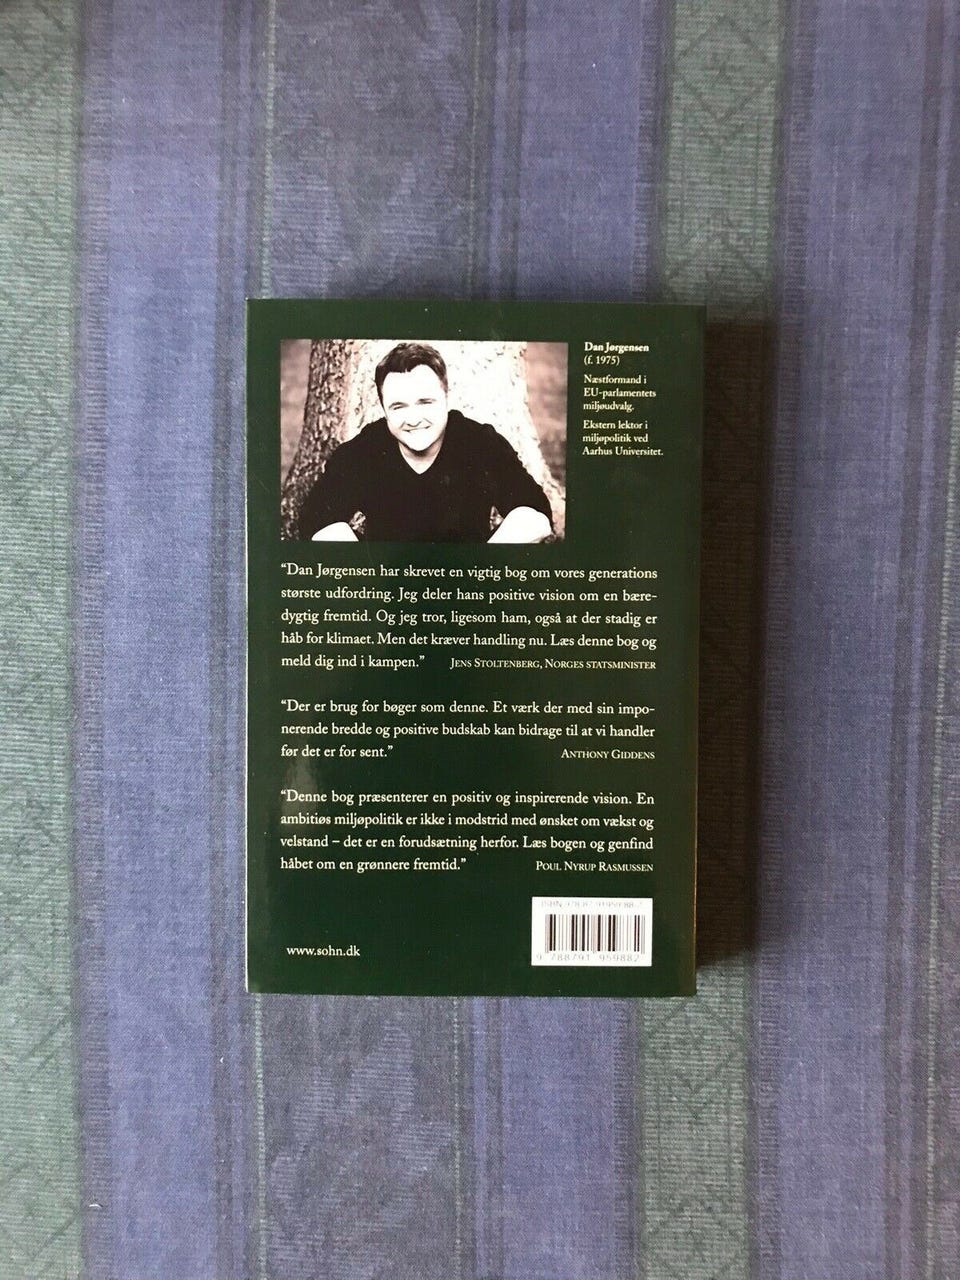 Dan Jørgensen
(f. 1975)
Næstformand i
EU-parlamentets
miljøudvalg.
Ekstern lektor i
miljøpolitik ved
Aarhus Universitet.
“Dan Jørgensen har skrevet en vigtig bog om vores generations
største udfordring. Jeg deler hans positive vision om en bære-
dygtig fremtid. Og jeg tror, ligesom ham, også at der stadig er
håb for klimaet. Men det kræver handling nu. Læs denne bog og
meld dig ind i kampen.” JENS STOLTENBERG, NORGES STATSMINISTER
“Der er brug for bøger som denne. Et værk der med sin impo-
nerende bredde og positive budskab kan bidrage til at vi handler
før det er for sent.” ANTHONY GIDDENS
“Denne bog præsenterer en positiv og inspirerende vision. En
ambitiøs miljøpolitik er ikke i modstrid med ønsket om vækst og
velstand – det er en forudsætning herfor. Læs bogen og genfind
håbet om en grønnere fremtid.” POUL NYRUP RASMUSSEN
ISBN
www.sohn.dk
9 788791 959882